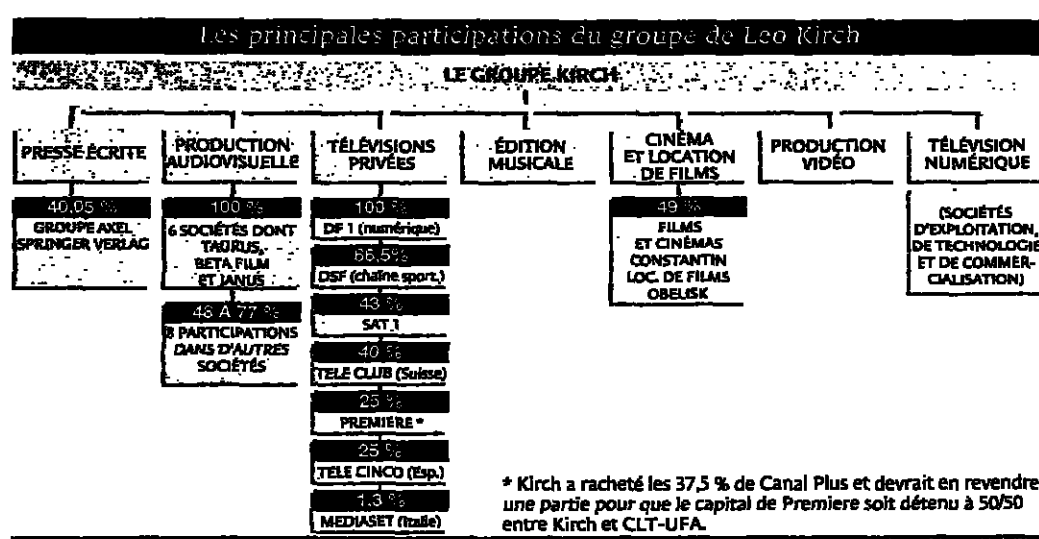 Les principales participations du groupe de Leo Kirch
LE GROUPE KIRCH
PRESSE ÉCRITE
40,05 %
GROUPE AXEL
SPRINGER VERLAG
PRODUCTION
AUDIOVISUELLE
100 %
6 SOCIÉTÉS DONT
TAURUS,
BETA FILM
ET JANUS
48 A 77 %
8 PARTICIPATIONS
DANS D'AUTRES
SOCIÉTÉS
TÉLÉVISIONS
PRIVÉES
100 %
DF 1 (numérique)
66,5%
DSF (chaîne sport.)
43 %
SAT 1
40 %
TELE CLUB (Suisse)
25 %
PREMIÈRE *
25 %
TELE CINCO (Esp.)
1,3 %
MEDIASET (Italie)
ÉDITION
MUSICALE
CINÉMA
ET LOCATION
DE FILMS
49 %
FILMS
ET CINÉMAS
CONSTANTIN
LOC. DE FILMS
OBELISK
PRODUCTION
VIDÉO
TÉLÉVISION
NUMÉRIQUE
(SOCIÉTÉS
D'EXPLOITATION,
DE TECHNOLOGIE
ET DE COMMER-
CIALISATION)
* Kirch a racheté les 37,5 % de Canal Plus et devrait en revendre
une partie pour que le capital de Premiere soit détenu à 50/50
entre Kirch et CLT-UFA.